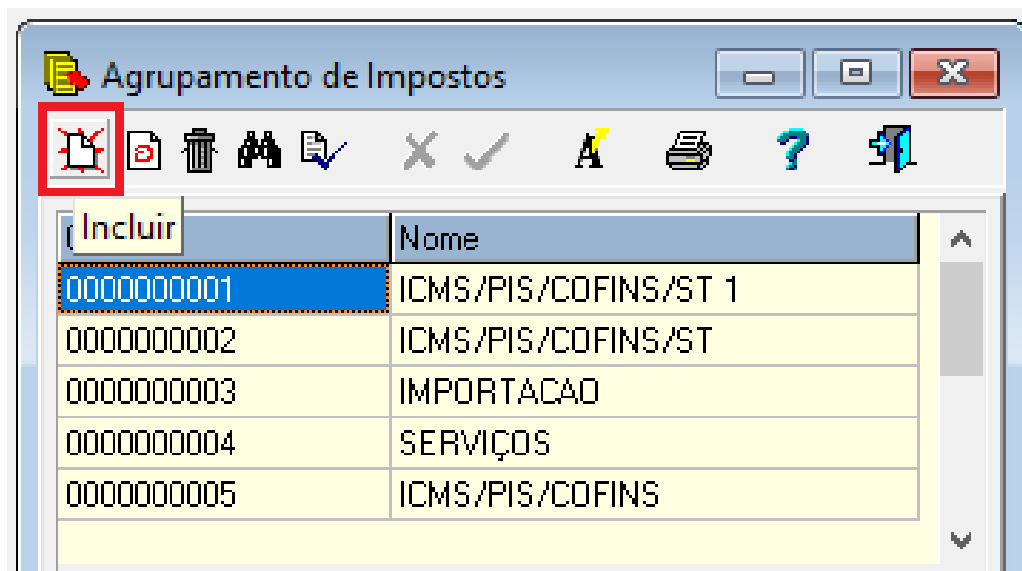 Agrupamento de Impostos
Incluir
Nome
0000000001 ICMS/PIS/COFINS/ST 1
0000000002 ICMS/PIS/COFINS/ST
0000000003 IMPORTACAO
0000000004 SERVIÇOS
0000000005 ICMS/PIS/COFINS